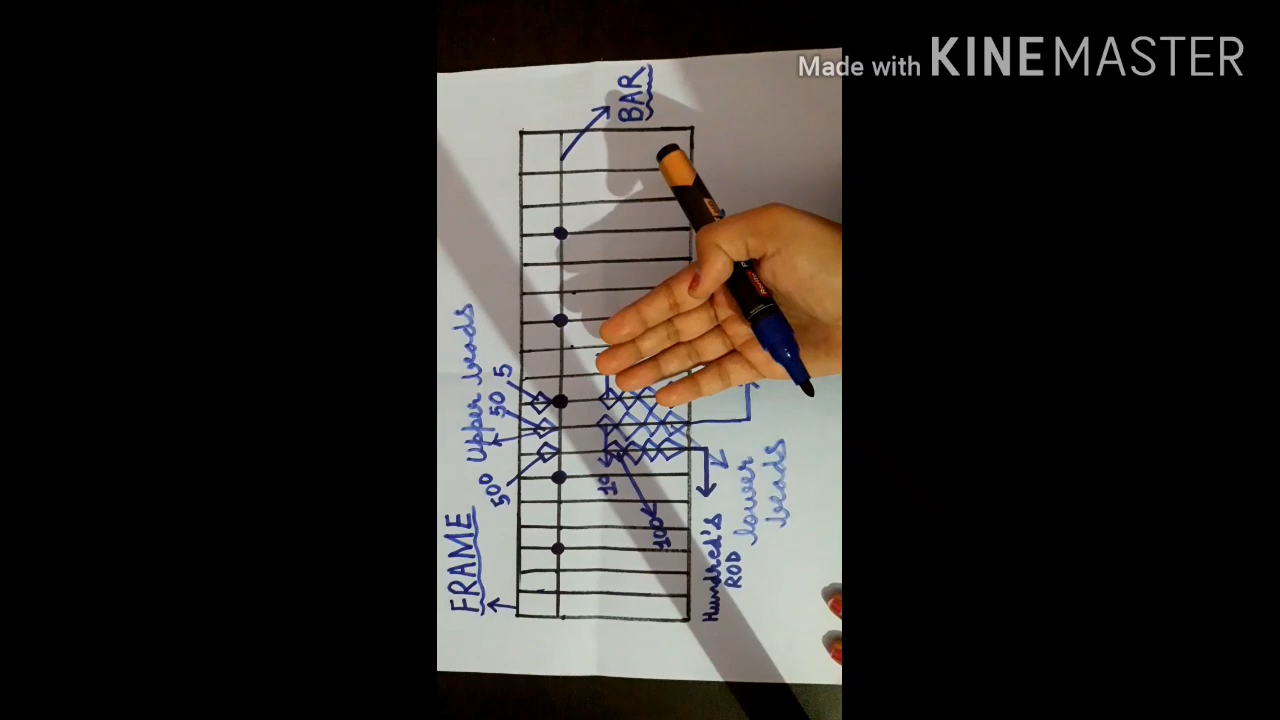 Made with KINEMASTER
FRAME
Upper beads
500
50
5
BAR
10
100
Hundred's
ROD
lower
beads